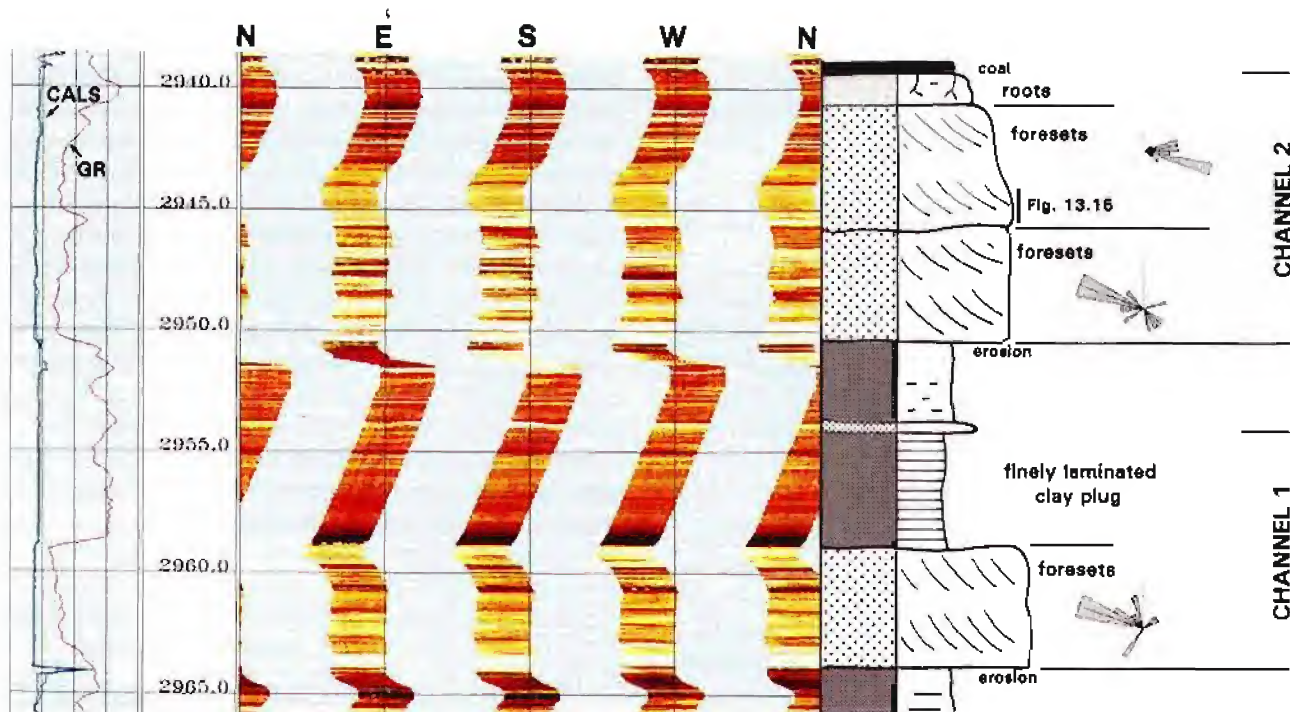 N E S W N
2940.0
CALS
GR
2945.0
2950.0
2955.0
2960.0
2965.0
coal
roots
foresets
Fig. 13.16
foresets
erosion
finely laminated
clay plug
foresets
erosion
CHANNEL 2
CHANNEL 1